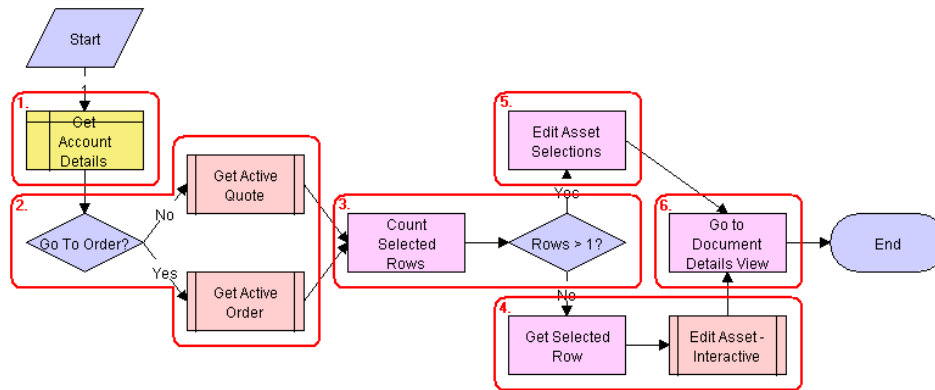 Start
1
1.
Get
Account
Details
2.
Go To Order?
No
Yes
Get Active
Quote
Get Active
Order
3.
Count
Selected
Rows
Rows > 1?
Yes
No
5.
Edit Asset
Selections
4.
Get Selected
Row
Edit Asset -
Interactive
6.
Go to
Document
Details View
End